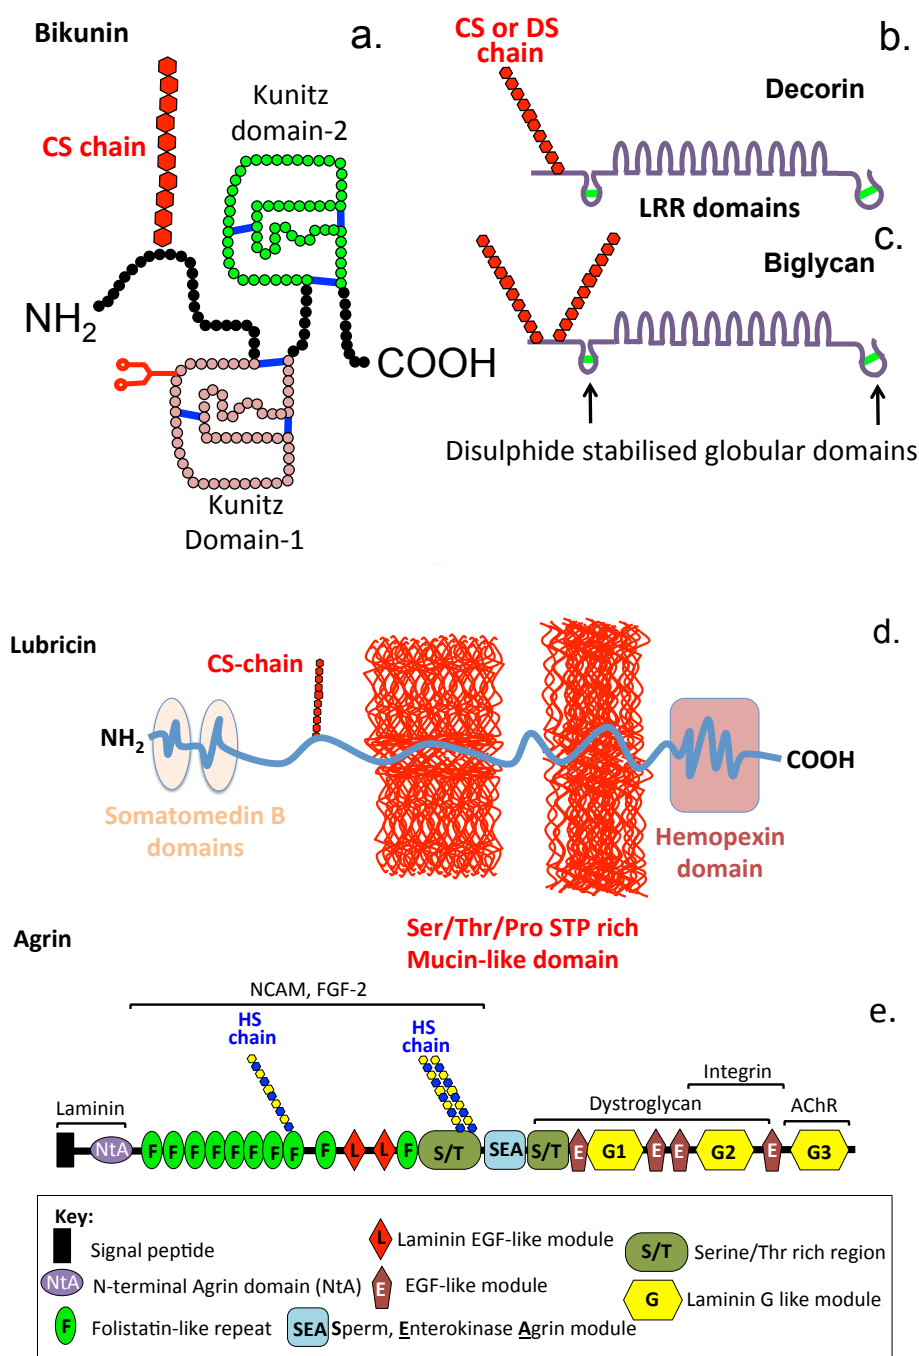 Bikunin
a.
Kunitz
domain-2
CS chain
NH2
COOH
Kunitz
Domain-1
CS or DS
chain
b.
Decorin
LRR domains
c.
Biglycan
Disulphide stabilised globular domains
d.
Lubricin
CS-chain
NH2
COOH
Somatomedin B
domains
Hemopexin
domain
Ser/Thr/Pro STP rich
Mucin-like domain
Agrin
e.
NCAM, FGF-2
HS
chain
HS
chain
Integrin
Laminin
Dystroglycan
AChR
NtA F F F F F F F F F L L F S/T SEA S/T E G1 E E G2 E G3
Key:
Signal peptide
L Laminin EGF-like module
S/T Serine/Thr rich region
NtA N-terminal Agrin domain (NtA)
E EGF-like module
G Laminin G like module
F Folistatin-like repeat
SEA Sperm, Enterokinase Agrin module